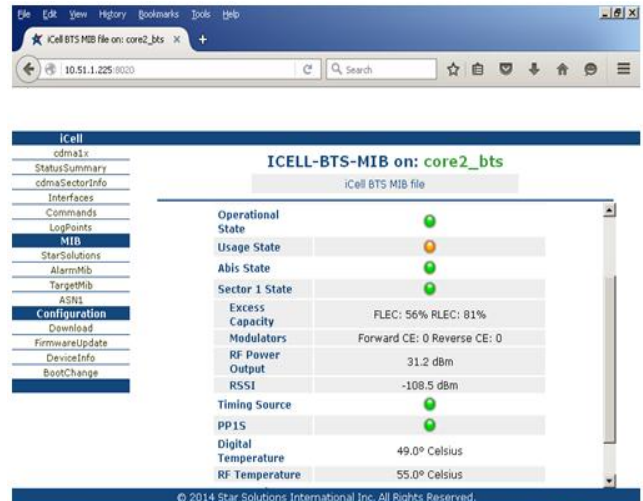 File Edit View History Bookmarks Tools Help
iCell BTS MIB file on: core2_bts × +
10.51.1.225:8020
Search
iCell
cdma1x
StatusSummary
cdmaSectorInfo
Interfaces
Commands
LogPoints
MIB
StarSolutions
AlarmMib
TargetMib
ASN1
Configuration
Download
FirmwareUpdate
DeviceInfo
BootChange
ICELL-BTS-MIB on: core2_bts
iCell BTS MIB file
Operational State
Usage State
Abis State
Sector 1 State
Excess Capacity FLEC: 56% RLEC: 81%
Modulators Forward CE: 0 Reverse CE: 0
RF Power Output 31.2 dBm
RSSI -108.5 dBm
Timing Source
PP1S
Digital Temperature 49.0º Celsius
RF Temperature 55.0º Celsius
© 2014 Star Solutions International Inc. All Rights Reserved.